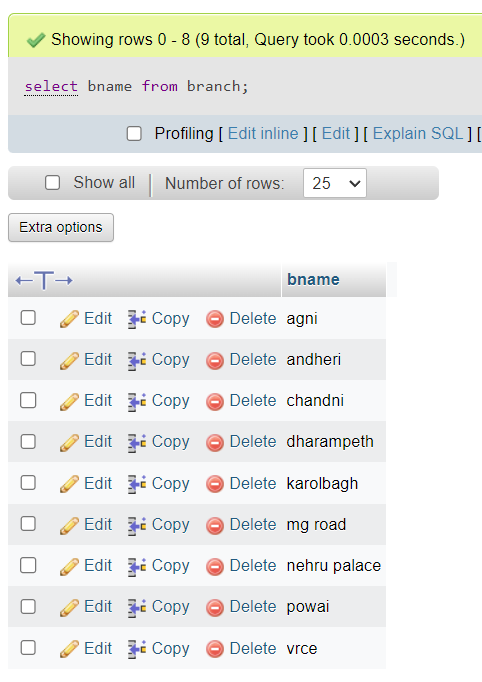 Showing rows 0 - 8 (9 total, Query took 0.0003 seconds.)
select bname from branch;
Profiling [ Edit inline ] [ Edit ] [ Explain SQL ] [
Show all Number of rows: 25
Extra options
←T→ bname
Edit Copy Delete agni
Edit Copy Delete andheri
Edit Copy Delete chandni
Edit Copy Delete dharampeth
Edit Copy Delete karolbagh
Edit Copy Delete mg road
Edit Copy Delete nehru palace
Edit Copy Delete powai
Edit Copy Delete vrce